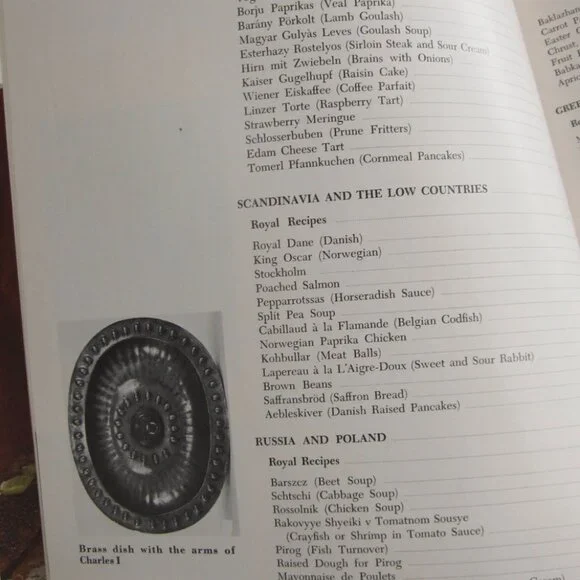 Borju Paprikas (Veal Paprika)
Barány Pörkolt (Lamb Goulash)
Magyar Gulyàs Leves (Goulash Soup)
Esterhazy Rostelyos (Sirloin Steak and Sour Cream)
Hirn mit Zwiebeln (Brains with Onions)
Kaiser Gugelhupf (Raisin Cake)
Wiener Eiskaffee (Coffee Parfait)
Linzer Torte (Raspberry Tart)
Strawberry Meringue
Schlosserbuben (Prune Fritters)
Edam Cheese Tart
Tomerl Pfannkuchen (Cornmeal Pancakes)
SCANDINAVIA AND THE LOW COUNTRIES
Royal Recipes
Royal Dane (Danish)
King Oscar (Norwegian)
Stockholm
Poached Salmon
Pepparrotssas (Horseradish Sauce)
Split Pea Soup
Cabillaud à la Flamande (Belgian Codfish)
Norwegian Paprika Chicken
Kohbullar (Meat Balls)
Lapereau à la L'Aigre-Doux (Sweet and Sour Rabbit)
Brown Beans
Saffransbröd (Saffron Bread)
Aebleskiver (Danish Raised Pancakes)
RUSSIA AND POLAND
Royal Recipes
Barszcz (Beet Soup)
Schtschi (Cabbage Soup)
Rossolnik (Chicken Soup)
Rakovye Shyeiki v Tomatnom Sousye
(Crayfish or Shrimp in Tomato Sauce)
Pirog (Fish Turnover)
Raised Dough for Pirog
Mayonnaise de Poulets
Brass dish with the arms of
Charles I
Carrot
Easter
Fruit